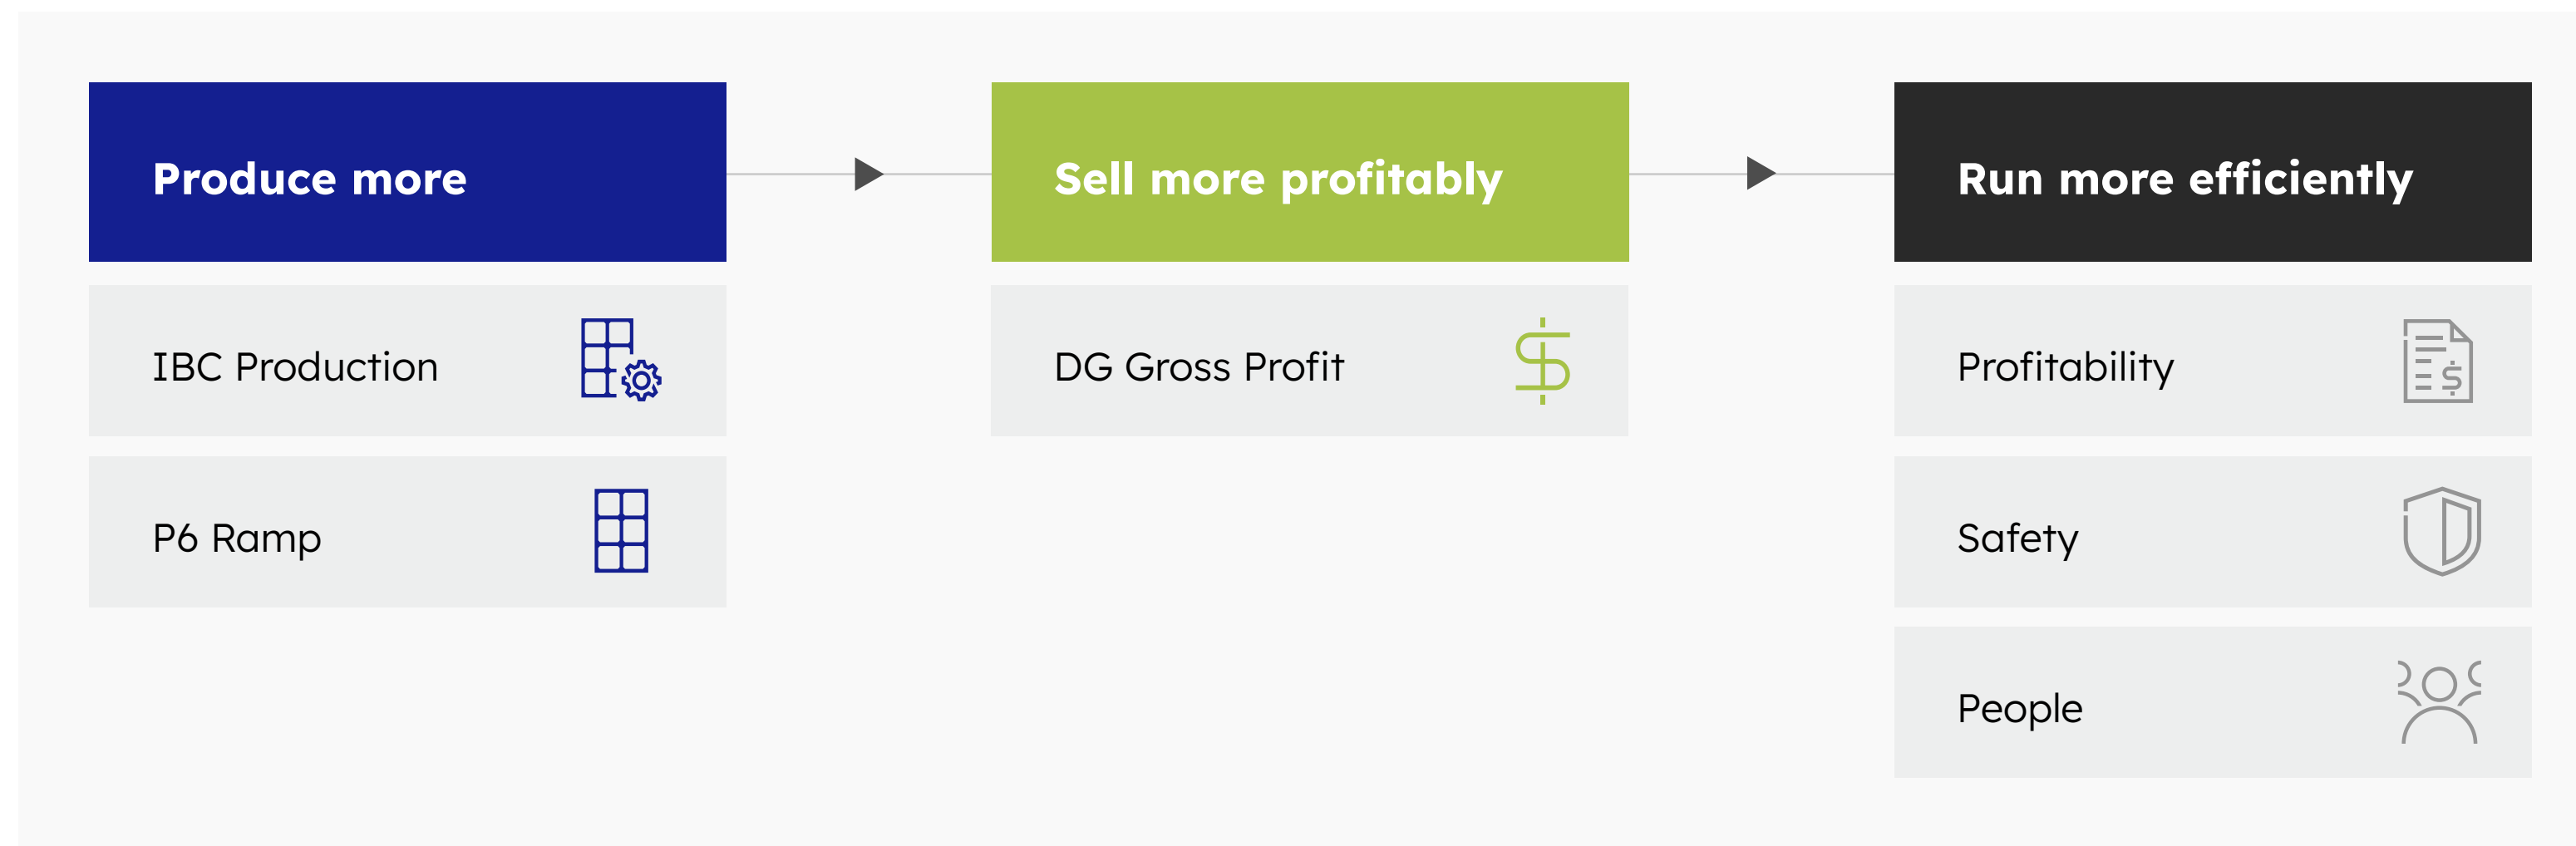 Produce more
IBC Production
P6 Ramp
Sell more profitably
DG Gross Profit
Run more efficiently
Profitability
Safety
People